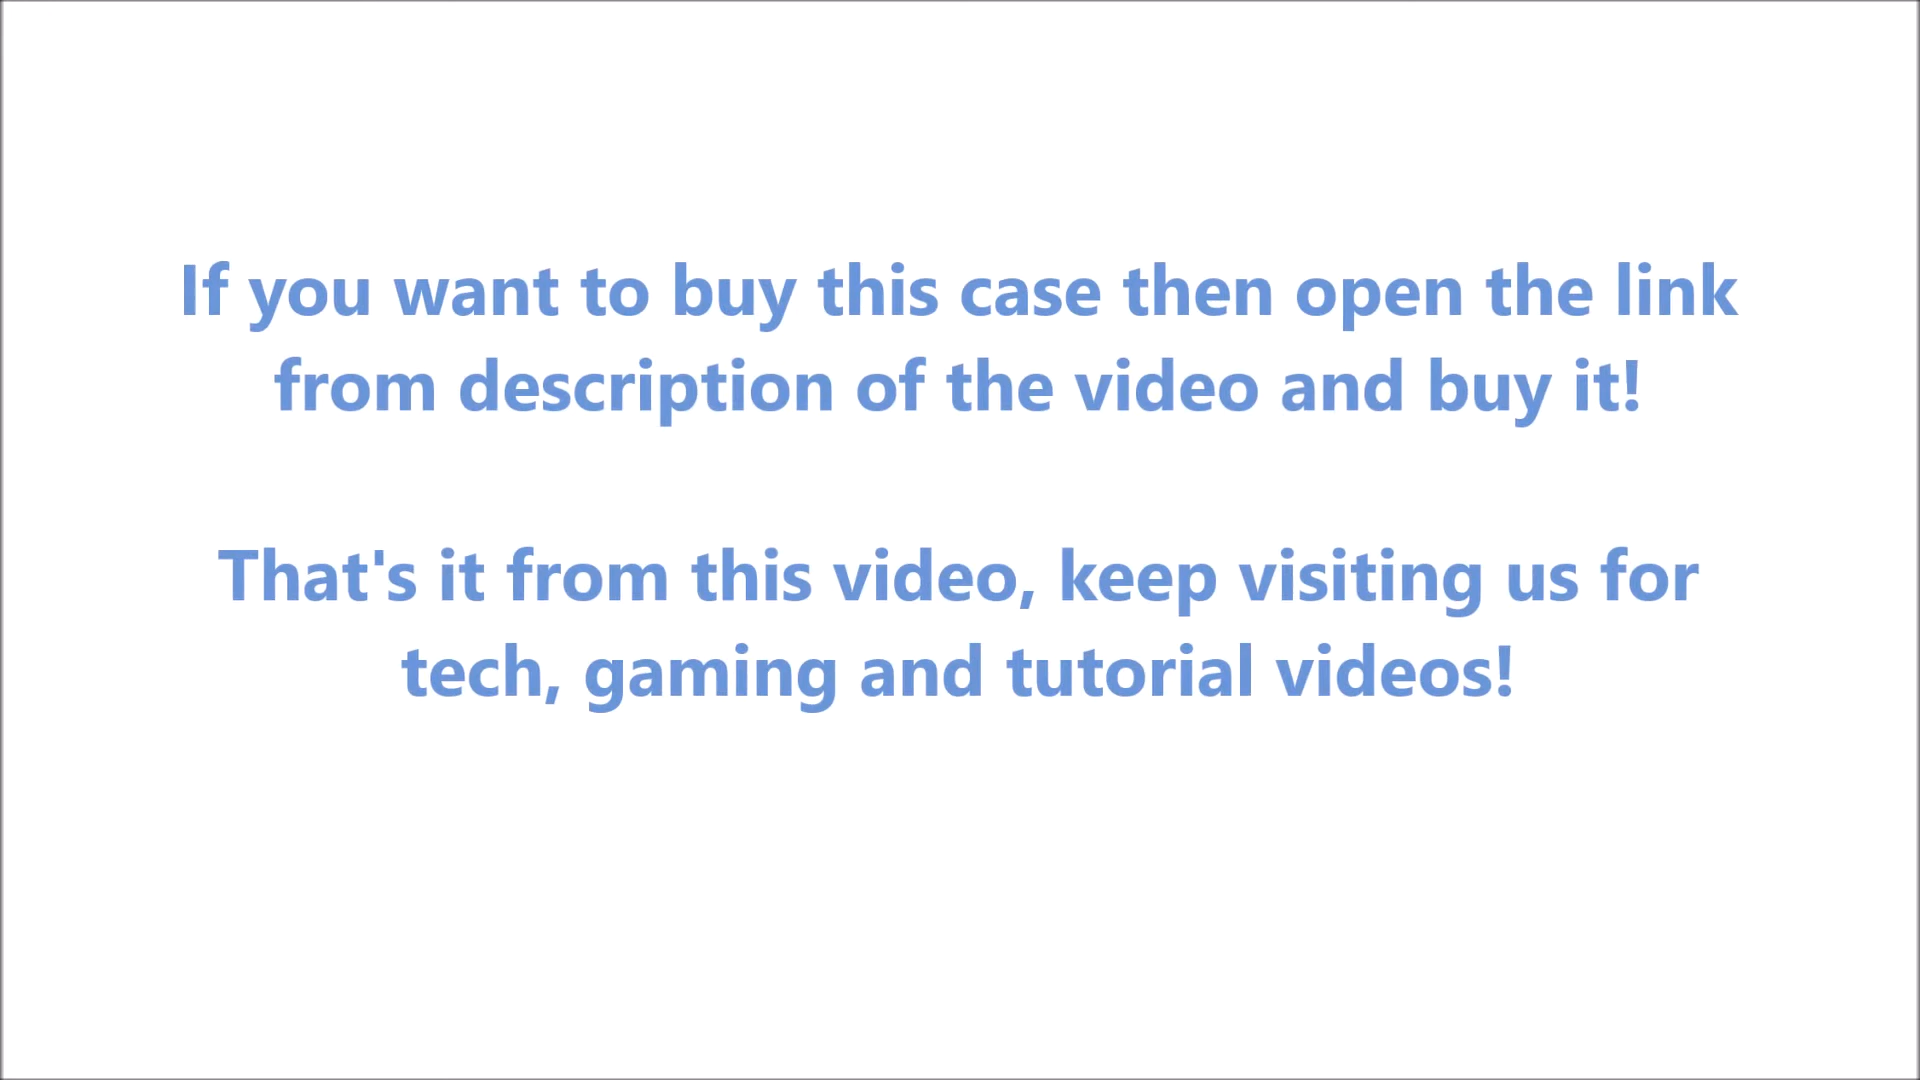 If you want to buy this case then open the link
from description of the video and buy it!
That's it from this video, keep visiting us for
tech, gaming and tutorial videos!